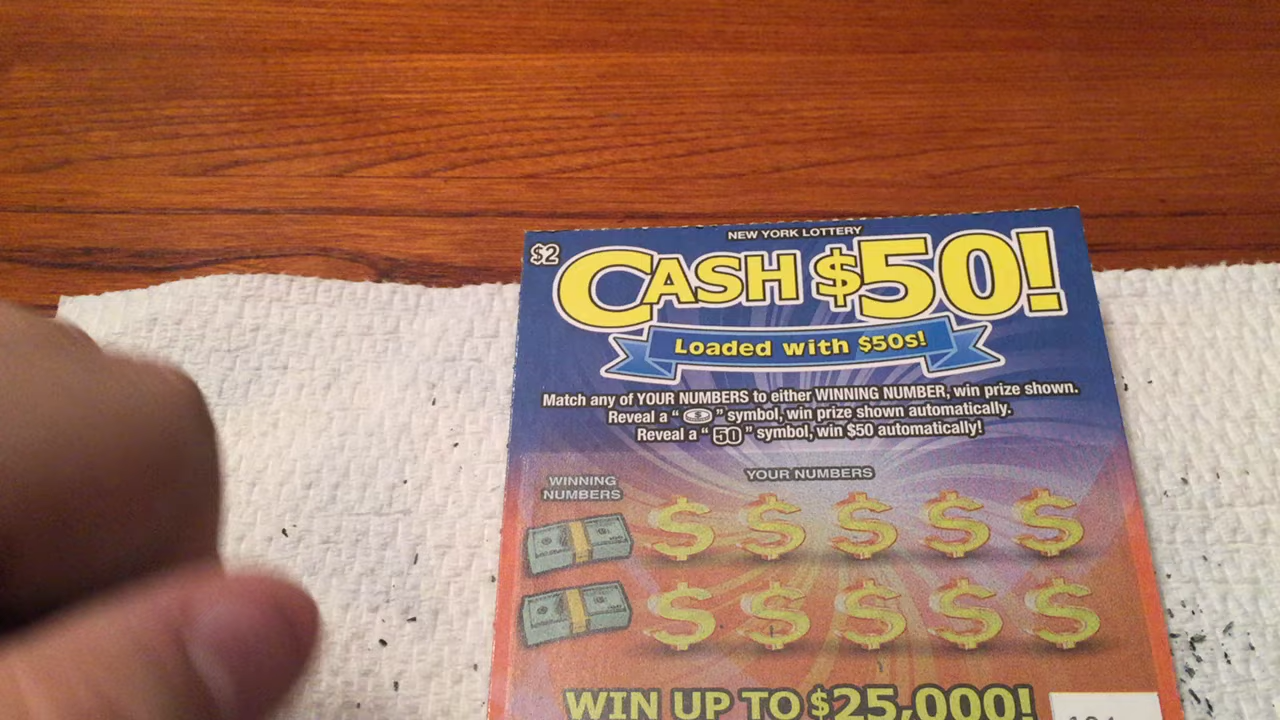 NEW YORK LOTTERY
$2
CASH $50!
Loaded with $50s!
Match any of YOUR NUMBERS to either WINNING NUMBER, win prize shown.
Reveal a " " symbol, win prize shown automatically.
Reveal a " 50 " symbol, win $50 automatically!
WINNING
NUMBERS
YOUR NUMBERS
$ $ $ $ $
$ $ $ $ $
WIN UP TO $25,000!